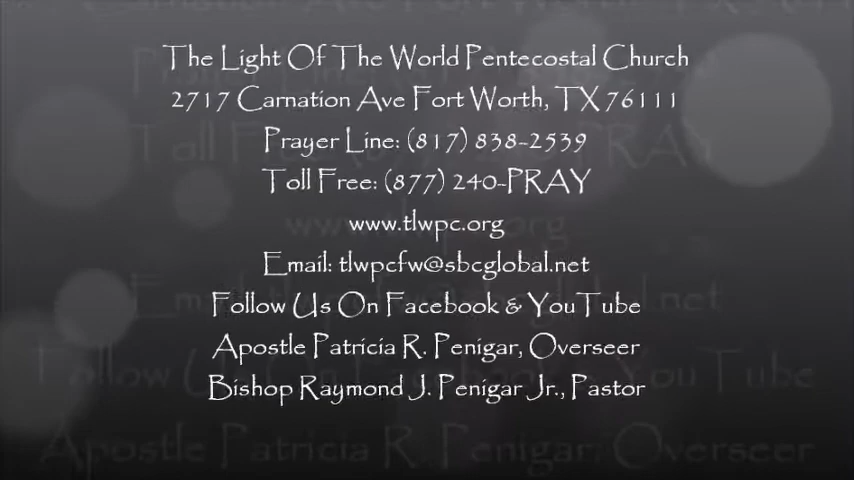 The Light Of The World Pentecostal Church
2717 Carnation Ave Fort Worth, TX 76111
Prayer Line: (817) 838-2539
Toll Free: (877) 240-PRAY
www.tlwpc.org
Email: tlwpcfw@sbcglobal.net
Follow Us On Facebook & YouTube
Apostle Patricia R. Penigar, Overseer
Bishop Raymond J. Penigar Jr., Pastor